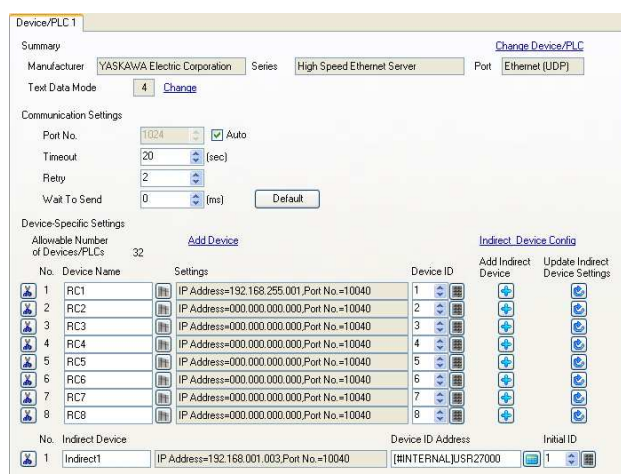 Device/PLC 1
Summary
Change Device/PLC
Manufacturer YASKAWA Electric Corporation Series High Speed Ethernet Server Port Ethernet (UDP)
Text Data Mode 4 Change
Communication Settings
Port No. 1024 Auto
Timeout 20 (sec)
Retry 2
Wait To Send 0 (ms) Default
Device-Specific Settings
Allowable Number of Devices/PLCs 32 Add Device Indirect Device Config
No. Device Name Settings Device ID Add Indirect Device Update Indirect Device Settings
1 RC1 IP Address=192.168.255.001,Port No.=10040 1
2 RC2 IP Address=000.000.000.000,Port No.=10040 2
3 RC3 IP Address=000.000.000.000,Port No.=10040 3
4 RC4 IP Address=000.000.000.000,Port No.=10040 4
5 RC5 IP Address=000.000.000.000,Port No.=10040 5
6 RC6 IP Address=000.000.000.000,Port No.=10040 6
7 RC7 IP Address=000.000.000.000,Port No.=10040 7
8 RC8 IP Address=000.000.000.000,Port No.=10040 8
No. Indirect Device Device ID Address Initial ID
1 Indirect1 IP Address=192.168.001.003,Port No.=10040 [#INTERNAL]USR27000 1